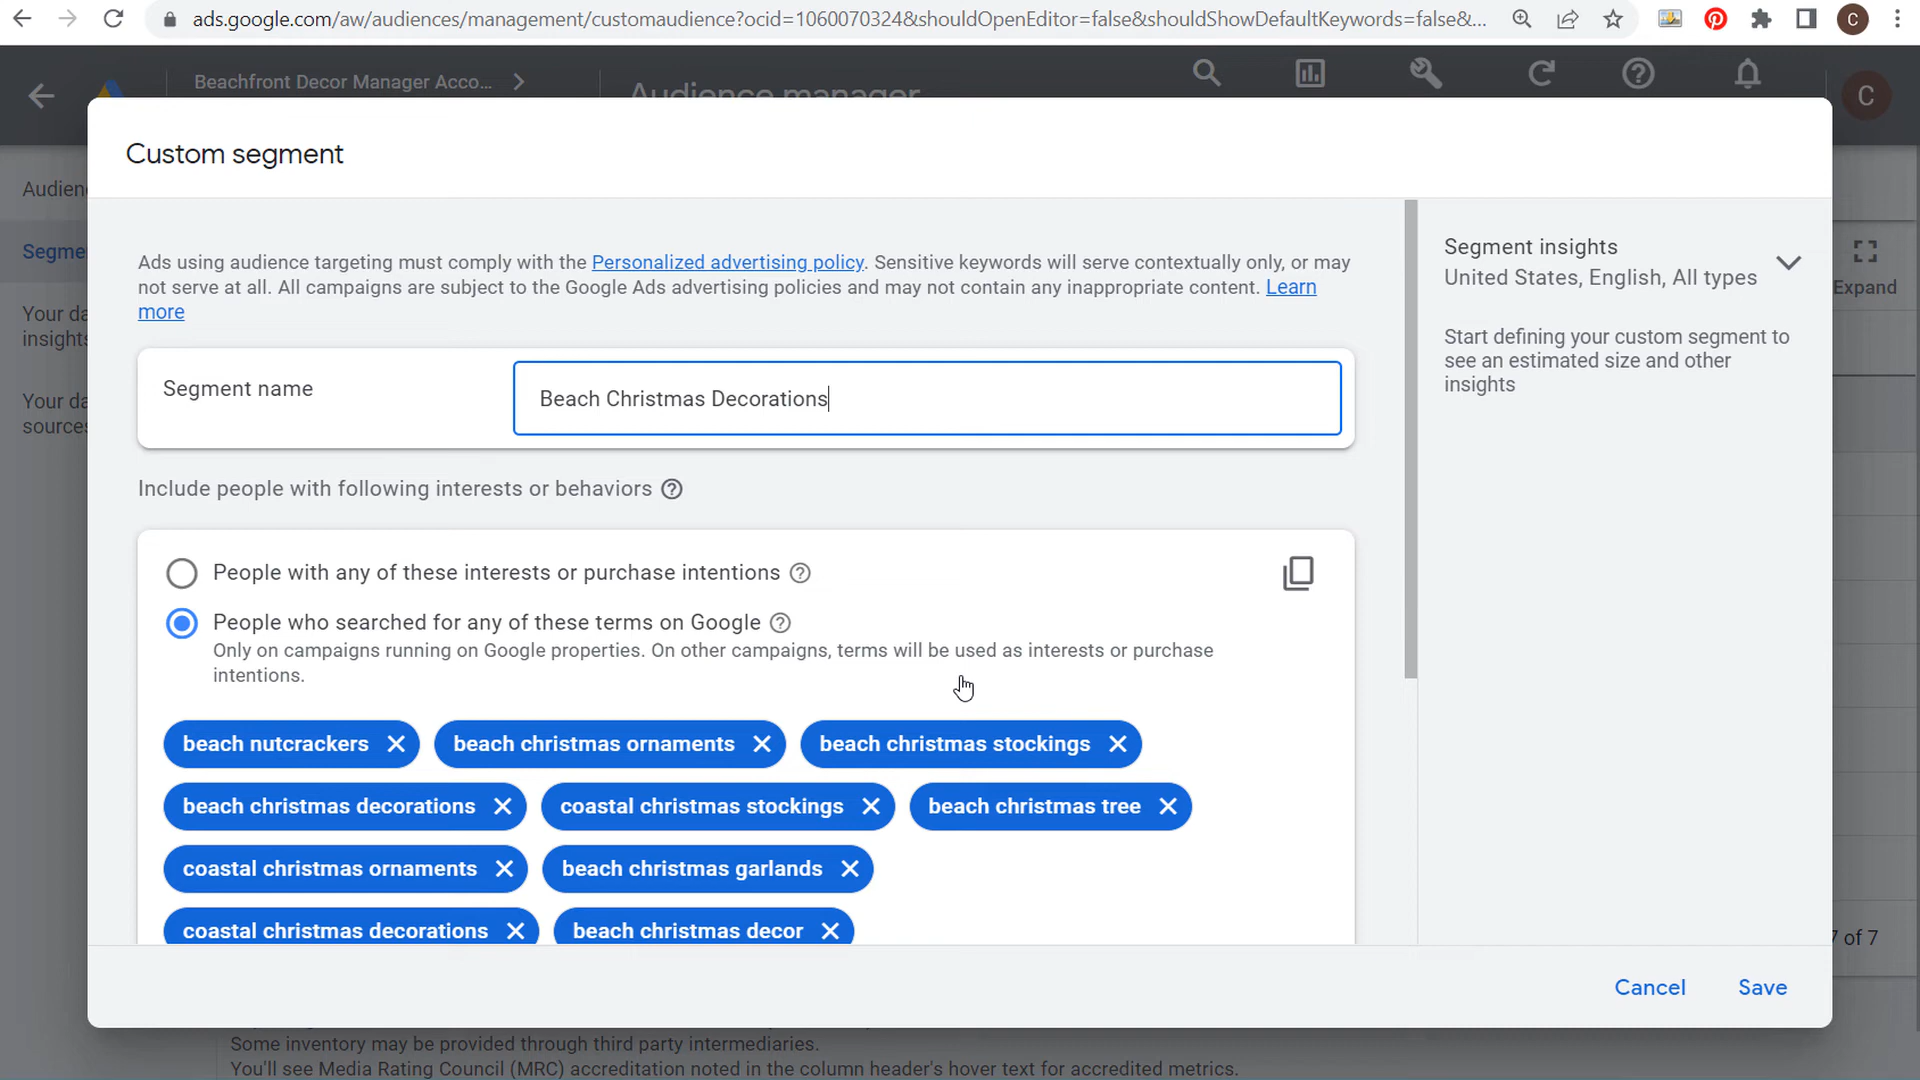 ads.google.com/aw/audiences/management/customaudience?ocid=1060070324&shouldOpenEditor=false&shouldShowDefaultKeywords=false&...
C
Beachfront Decor Manager Acco...
Audience manager
C
Custom segment
Audien
Segme
Your da
insights
Your da
sources
Ads using audience targeting must comply with the Personalized advertising policy. Sensitive keywords will serve contextually only, or may
not serve at all. All campaigns are subject to the Google Ads advertising policies and may not contain any inappropriate content. Learn
more
Segment insights
United States, English, All types
Expand
Start defining your custom segment to
see an estimated size and other
insights
Segment name
Beach Christmas Decorations
Include people with following interests or behaviors
People with any of these interests or purchase intentions
People who searched for any of these terms on Google
Only on campaigns running on Google properties. On other campaigns, terms will be used as interests or purchase
intentions.
beach nutcrackers
beach christmas ornaments
beach christmas stockings
beach christmas decorations
coastal christmas stockings
beach christmas tree
coastal christmas ornaments
beach christmas garlands
coastal christmas decorations
beach christmas decor
7 of 7
Cancel
Save
Some inventory may be provided through third party intermediaries.
You'll see Media Rating Council (MRC) accreditation noted in the column header's hover text for accredited metrics.